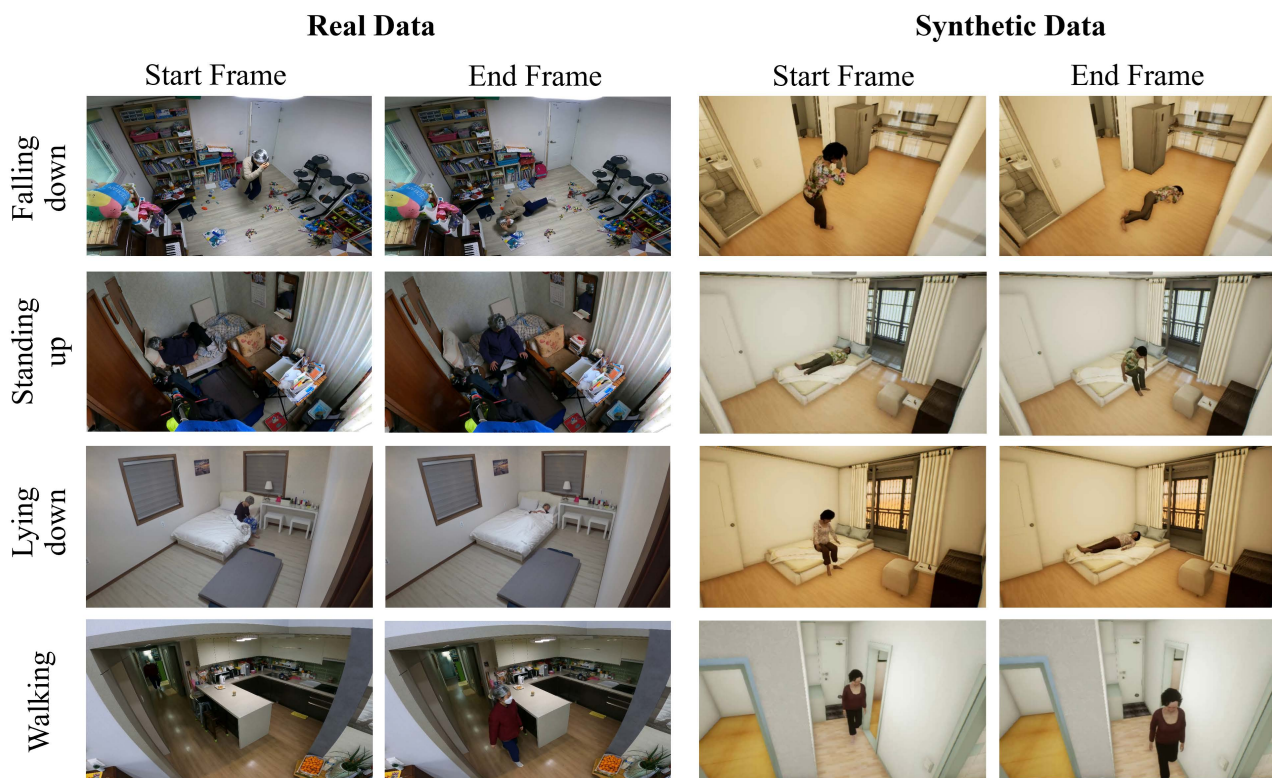 Real Data
Synthetic Data
Start Frame
End Frame
Start Frame
End Frame
Falling
down
Standing
up
Lying
down
Walking